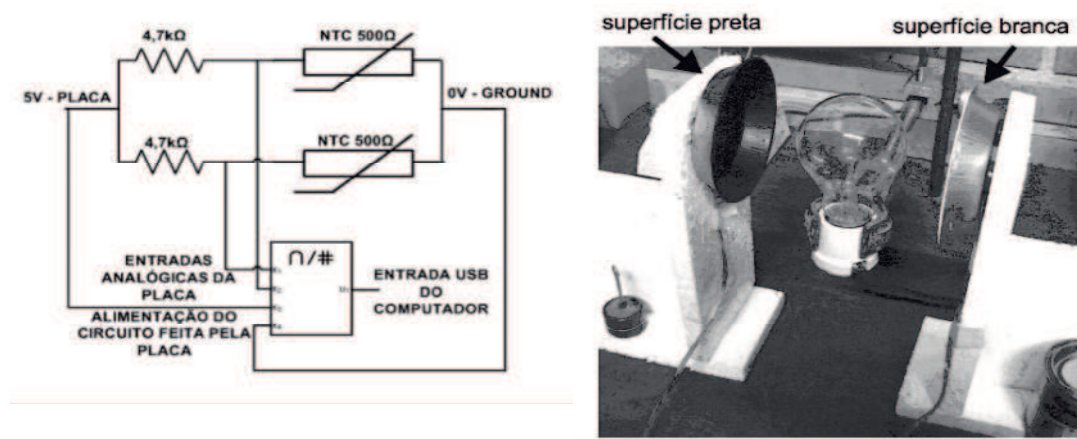 4,7kΩ
NTC 500Ω
5V - PLACA
0V - GROUND
4,7kΩ
NTC 500Ω
ENTRADAS
ANALÓGICAS DA
PLACA
ALIMENTAÇÃO DO
CIRCUITO FEITA PELA
PLACA
∩/#
ENTRADA USB
DO
COMPUTADOR
superfície preta
superfície branca